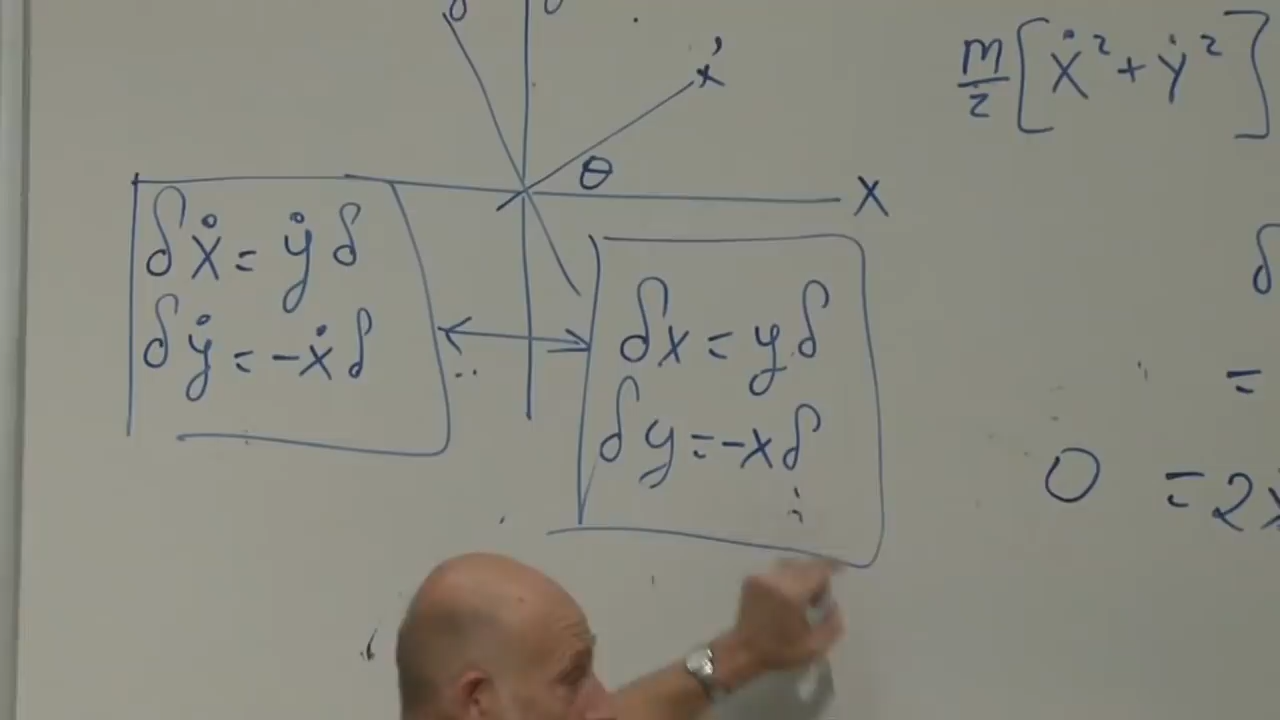 x'
θ
x
m/2 [ẋ² + ẏ²]
δẋ = ẏδ
δẏ = -ẋδ
δx = yδ
δy = -xδ
δ
=
0 = 2